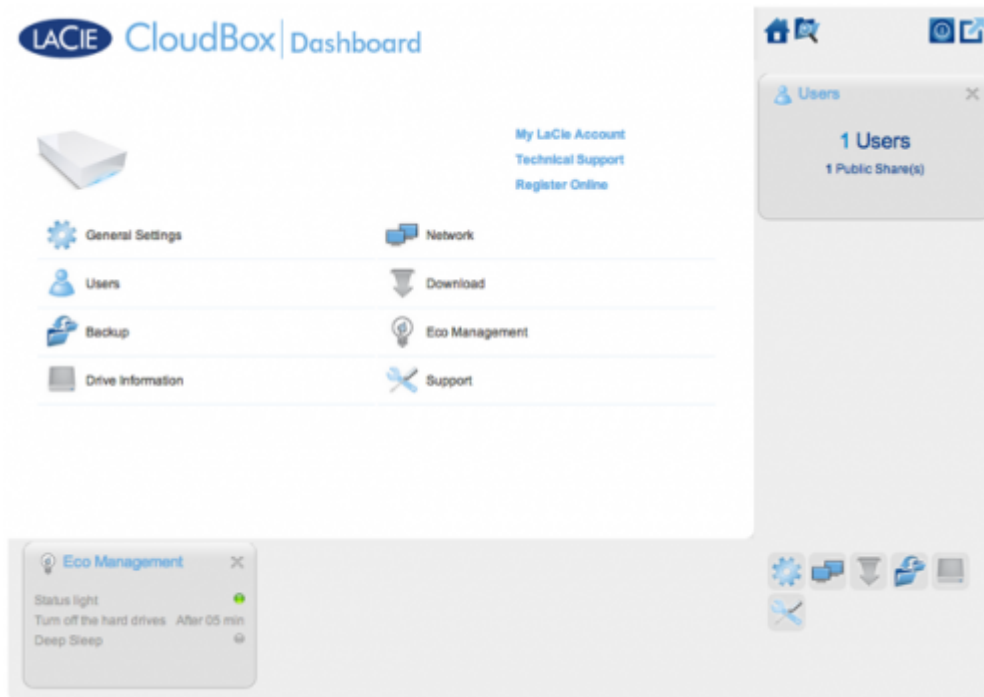 LACIE CloudBox Dashboard
My LaCie Account
Technical Support
Register Online
General Settings
Network
Users
Download
Backup
Eco Management
Drive Information
Support
Users
1 Users
1 Public Share(s)
Eco Management
Status light
Turn off the hard drives After 05 min
Deep Sleep